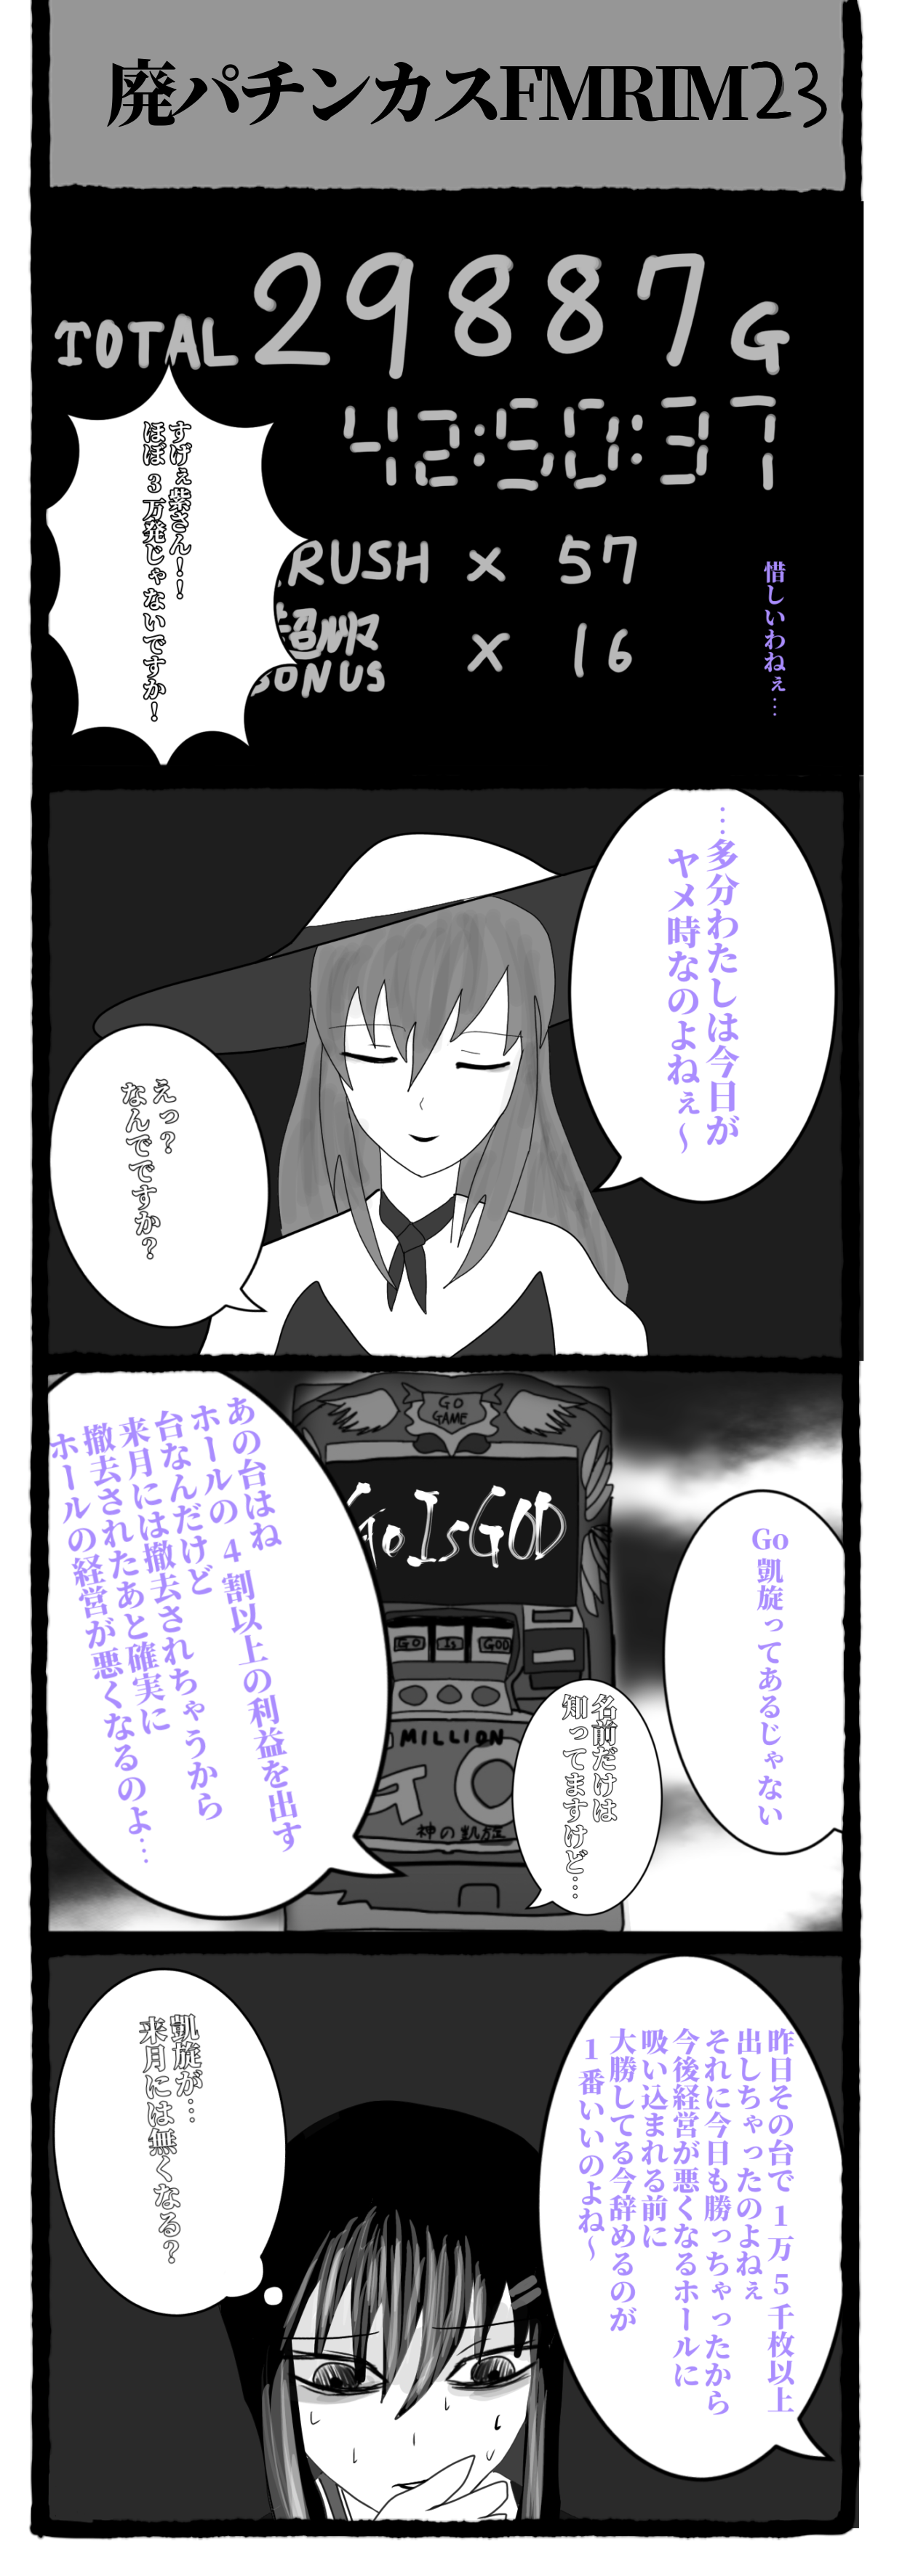 廃パチンカスFMRIM23
TOTAL 29887G
42:50:37
RUSH × 57
超
BONUS × 16
惜しいわねぇ…
すげぇ紫さん!!
ほぼ3万発じゃないですか!
…多分わたしは今日が
ヤメ時なのよねぇ~
えっ?
なんでですか?
GO
GAME
GoIsGOD
GO Is GOD
MILLION
GO
神の凱旋
Go凱旋ってあるじゃない
名前だけは
知ってますけど…
あの台はね
ホールの4割以上の利益を出す
台なんだけど
来月には撤去されちゃうから
撤去されたあと確実に
ホールの経営が悪くなるのよ…
昨日その台で1万5千枚以上
出しちゃったのよねぇ
それに今日も勝っちゃったから
今後経営が悪くなるホールに
吸い込まれる前に
大勝してる今辞めるのが
1番いいのよね~
凱旋が…
来月には無くなる?